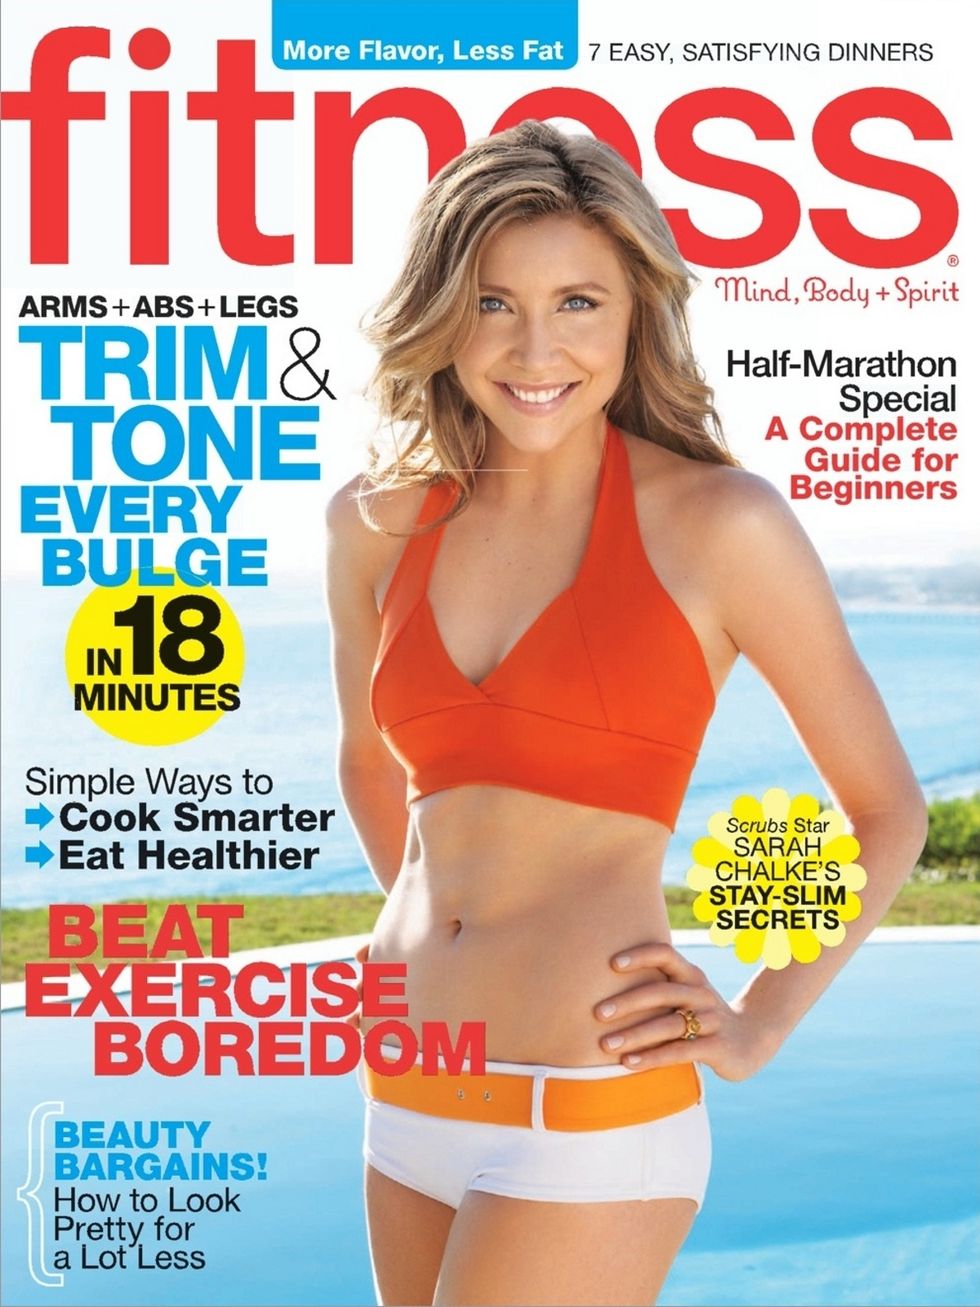 More Flavor, Less Fat 7 EASY, SATISFYING DINNERS
fitness®
Mind, Body + Spirit
ARMS+ABS+LEGS
TRIM &
TONE
EVERY
BULGE
IN 18
MINUTES
Half-Marathon
Special
A Complete
Guide for
Beginners
Simple Ways to
➡Cook Smarter
➡Eat Healthier
Scrubs Star
SARAH
CHALKE'S
STAY-SLIM
SECRETS
BEAT
EXERCISE
BOREDOM
BEAUTY
BARGAINS!
How to Look
Pretty for
a Lot Less